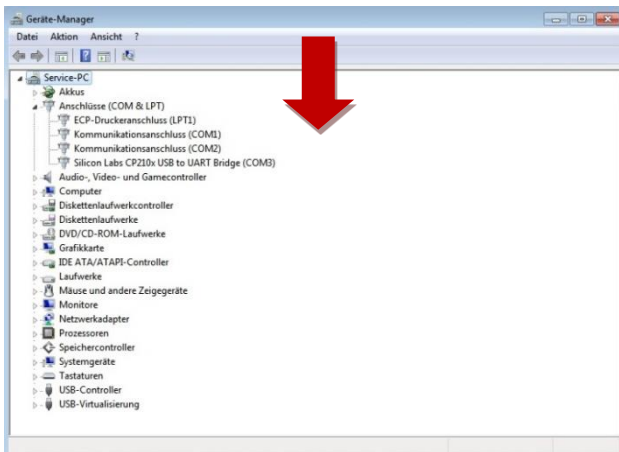 Geräte-Manager
Datei Aktion Ansicht ?
Service-PC
Akkus
Anschlüsse (COM & LPT)
ECP-Druckeranschluss (LPT1)
Kommunikationsanschluss (COM1)
Kommunikationsanschluss (COM2)
Silicon Labs CP210x USB to UART Bridge (COM3)
Audio-, Video- und Gamecontroller
Computer
Diskettenlaufwerkcontroller
Diskettenlaufwerke
DVD/CD-ROM-Laufwerke
Grafikkarte
IDE ATA/ATAPI-Controller
Laufwerke
Mäuse und andere Zeigegeräte
Monitore
Netzwerkadapter
Prozessoren
Speichercontroller
Systemgeräte
Tastaturen
USB-Controller
USB-Virtualisierung